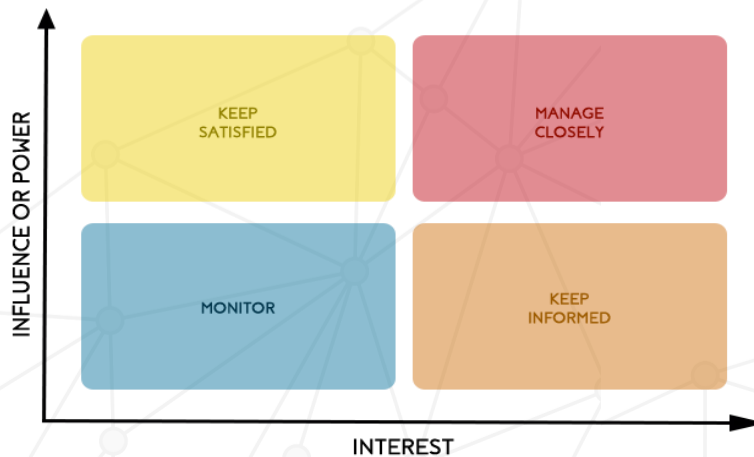 INFLUENCE OR POWER
KEEP
SATISFIED
MANAGE
CLOSELY
MONITOR
KEEP
INFORMED
INTEREST